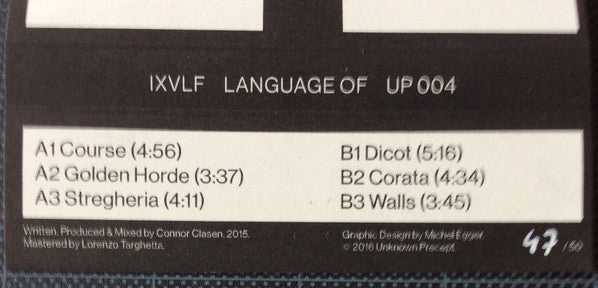 IXVLF LANGUAGE OF UP 004
A1 Course (4:56)
A2 Golden Horde (3:37)
A3 Stregheria (4:11)
B1 Dicot (5:16)
B2 Corata (4:34)
B3 Walls (3:45)
Written, Produced & Mixed by Connor Clasen. 2015.
Mastered by Lorenzo Targhetta.
Graphic Design by Michel Egger.
© 2016 Unknown Precept.
47 /50